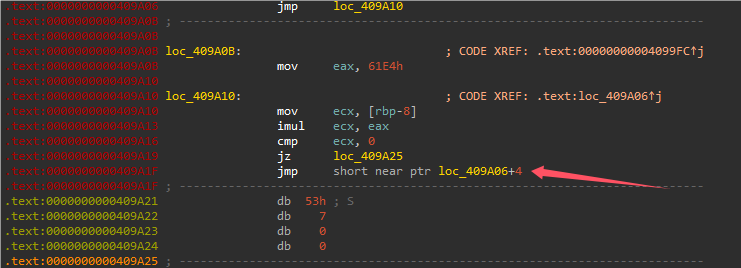 .text:0000000000409A06 jmp loc_409A10
.text:0000000000409A0B ; ---------------------------------------------------------------------------
.text:0000000000409A0B
.text:0000000000409A0B loc_409A0B: ; CODE XREF: .text:00000000004099FC↑j
.text:0000000000409A0B mov eax, 61E4h
.text:0000000000409A10
.text:0000000000409A10 loc_409A10: ; CODE XREF: .text:loc_409A06↑j
.text:0000000000409A10 mov ecx, [rbp-8]
.text:0000000000409A13 imul ecx, eax
.text:0000000000409A16 cmp ecx, 0
.text:0000000000409A19 jz loc_409A25
.text:0000000000409A1F jmp short near ptr loc_409A06+4
.text:0000000000409A1F ; ---------------------------------------------------------------------------
.text:0000000000409A21 db 53h ; S
.text:0000000000409A22 db 7
.text:0000000000409A23 db 0
.text:0000000000409A24 db 0
.text:0000000000409A25 ; ---------------------------------------------------------------------------